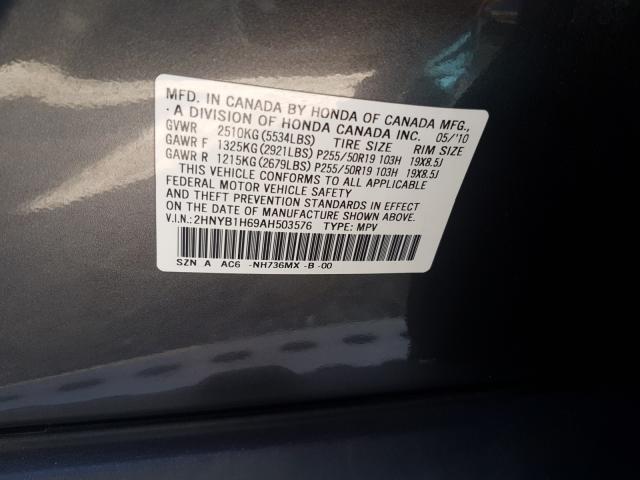 MFD. IN CANADA BY HONDA OF CANADA MFG.,
A DIVISION OF HONDA CANADA INC. 05/'10
GVWR 2510KG (5534LBS) TIRE SIZE RIM SIZE
GAWR F 1325KG (2921LBS) P255/50R19 103H 19X8.5J
GAWR R 1215KG (2679LBS) P255/50R19 103H 19X8.5J
THIS VEHICLE CONFORMS TO ALL APPLICABLE
FEDERAL MOTOR VEHICLE SAFETY
AND THEFT PREVENTION STANDARDS IN EFFECT
ON THE DATE OF MANUFACTURE SHOWN ABOVE.
V.I.N.: 2HNYB1H69AH503576 TYPE: MPV
SZN A AC6 -NH736MX -B -00